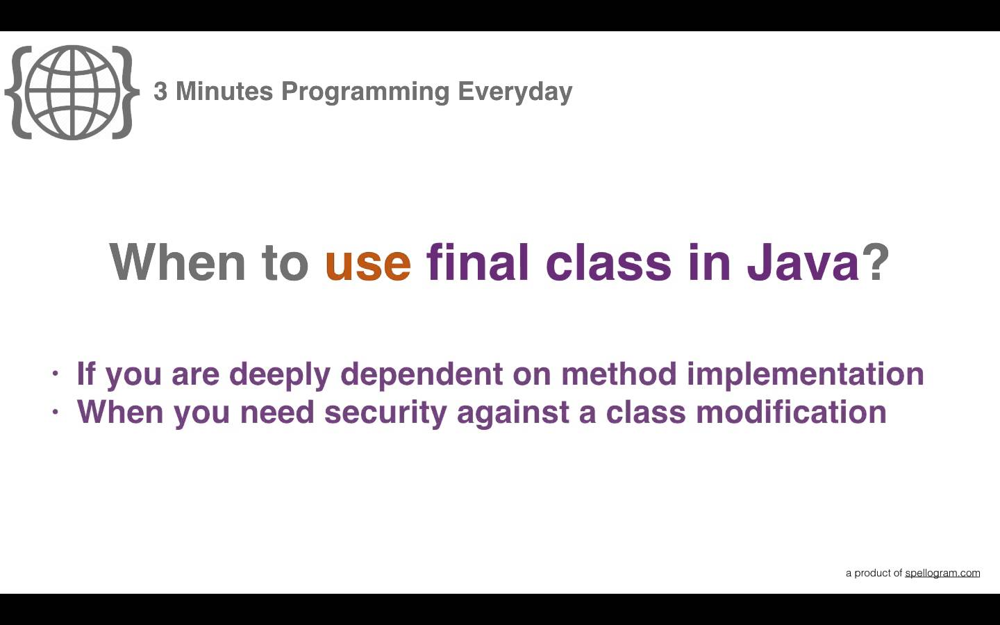 3 Minutes Programming Everyday
When to use final class in Java?
· If you are deeply dependent on method implementation
· When you need security against a class modification
a product of spellogram.com